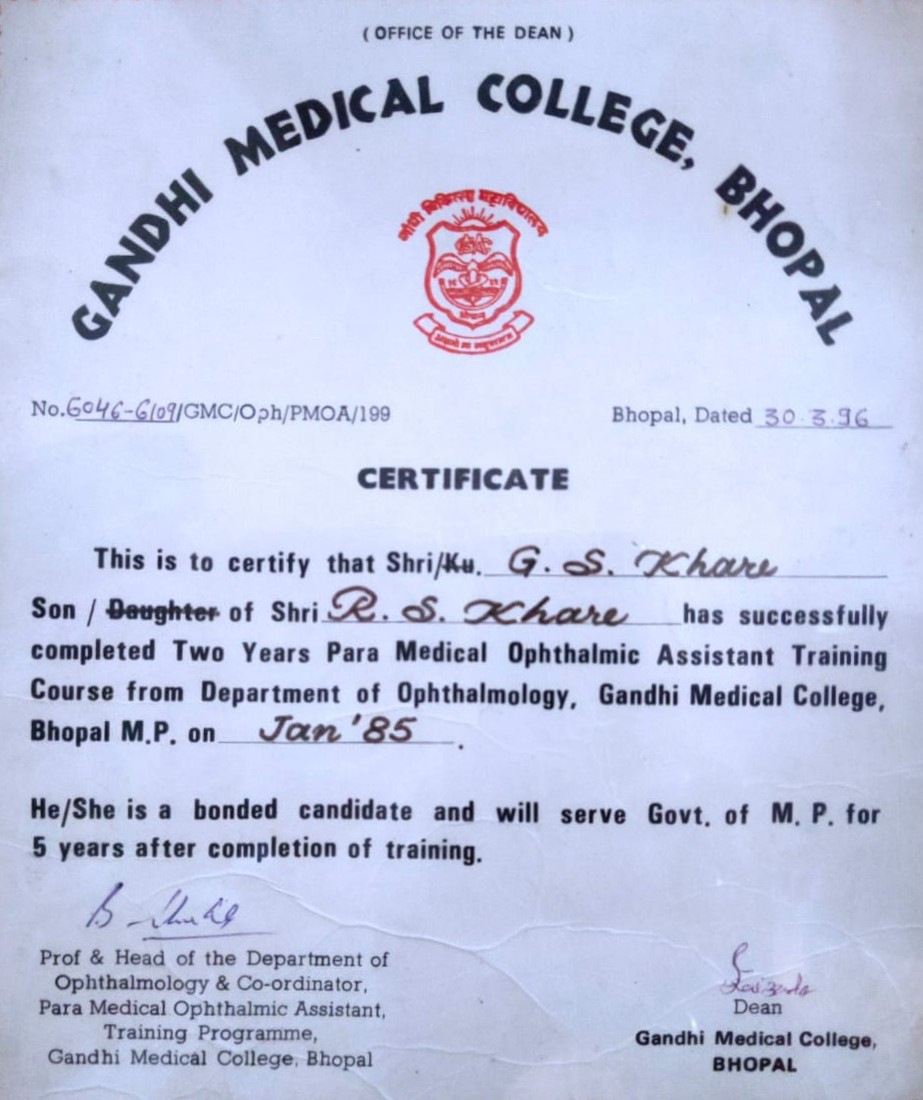 ( OFFICE OF THE DEAN )
GANDHI MEDICAL COLLEGE, BHOPAL
गांधी चिकित्सा महाविद्यालय
No.6046-6109/GMC/Oph/PMOA/199
Bhopal, Dated 30.3.96
CERTIFICATE
This is to certify that Shri/Ku. G. S. Khare
Son / Daughter of Shri R. S. Khare has successfully
completed Two Years Para Medical Ophthalmic Assistant Training
Course from Department of Ophthalmology, Gandhi Medical College,
Bhopal M.P. on Jan '85.
He/She is a bonded candidate and will serve Govt. of M. P. for
5 years after completion of training.
Prof & Head of the Department of
Ophthalmology & Co-ordinator,
Para Medical Ophthalmic Assistant,
Training Programme,
Gandhi Medical College, Bhopal
Dean
Gandhi Medical College,
BHOPAL